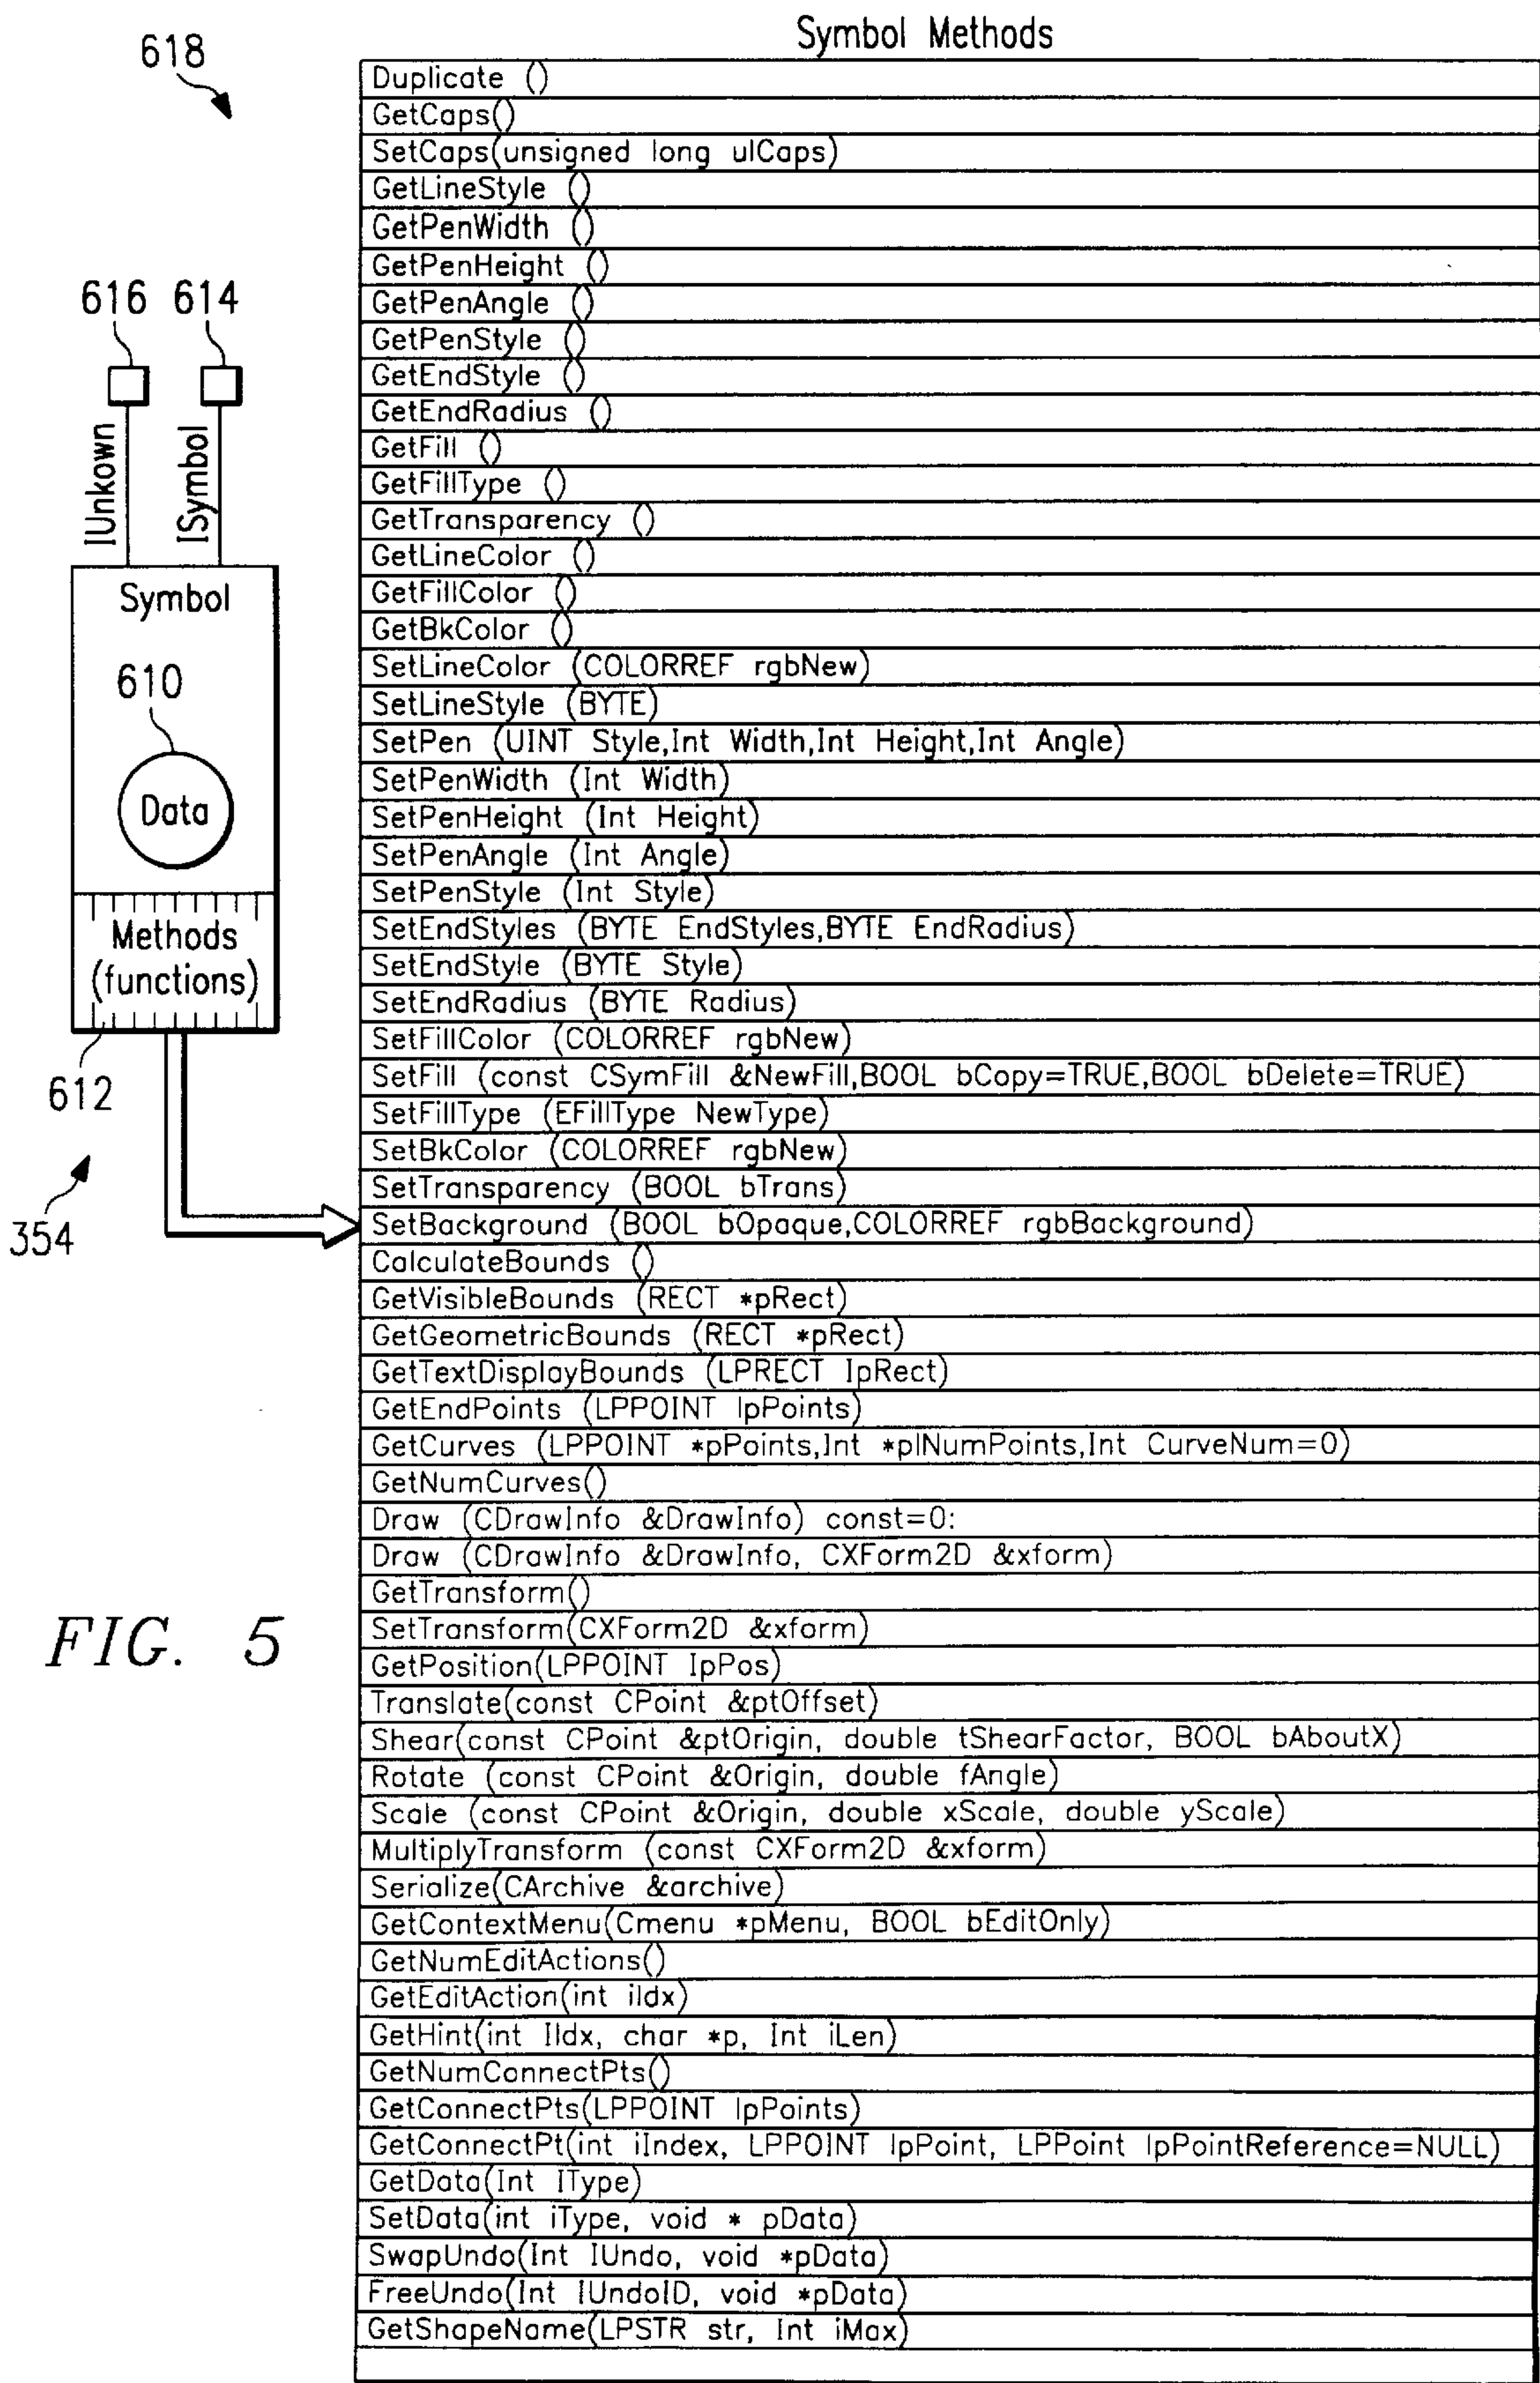 Symbol Methods
618
Duplicate ()
GetCaps()
SetCaps(unsigned long ulCaps)
GetLineStyle ()
GetPenWidth ()
GetPenHeight ()
GetPenAngle ()
GetPenStyle ()
GetEndStyle ()
GetEndRadius ()
GetFill ()
GetFillType ()
GetTransparency ()
GetLineColor ()
GetFillColor ()
GetBkColor ()
SetLineColor (COLORREF rgbNew)
SetLineStyle (BYTE)
SetPen (UINT Style,Int Width,Int Height,Int Angle)
SetPenWidth (Int Width)
SetPenHeight (Int Height)
SetPenAngle (Int Angle)
SetPenStyle (Int Style)
SetEndStyles (BYTE EndStyles,BYTE EndRadius)
SetEndStyle (BYTE Style)
SetEndRadius (BYTE Radius)
SetFillColor (COLORREF rgbNew)
SetFill (const CSymFill &NewFill,BOOL bCopy=TRUE,BOOL bDelete=TRUE)
SetFillType (EFillType NewType)
SetBkColor (COLORREF rgbNew)
SetTransparency (BOOL bTrans)
SetBackground (BOOL bOpaque,COLORREF rgbBackground)
CalculateBounds ()
GetVisibleBounds (RECT *pRect)
GetGeometricBounds (RECT *pRect)
GetTextDisplayBounds (LPRECT IpRect)
GetEndPoints (LPPOINT lpPoints)
GetCurves (LPPOINT *pPoints,Int *plNumPoints,Int CurveNum=0)
GetNumCurves()
Draw (CDrawInfo &DrawInfo) const=0:
Draw (CDrawInfo &DrawInfo, CXForm2D &xform)
GetTransform()
SetTransform(CXForm2D &xform)
GetPosition(LPPOINT IpPos)
Translate(const CPoint &ptOffset)
Shear(const CPoint &ptOrigin, double tShearFactor, BOOL bAboutX)
Rotate (const CPoint &Origin, double fAngle)
Scale (const CPoint &Origin, double xScale, double yScale)
MultiplyTransform (const CXForm2D &xform)
Serialize(CArchive &archive)
GetContextMenu(Cmenu *pMenu, BOOL bEditOnly)
GetNumEditActions()
GetEditAction(int iIdx)
GetHint(int IIdx, char *p, Int iLen)
GetNumConnectPts()
GetConnectPts(LPPOINT lpPoints)
GetConnectPt(int iIndex, LPPOINT lpPoint, LPPoint lpPointReference=NULL)
GetData(Int IType)
SetData(int iType, void * pData)
SwapUndo(Int IUndo, void *pData)
FreeUndo(Int IUndoID, void *pData)
GetShapeName(LPSTR str, Int iMax)
616 614
IUnkown
ISymbol
Symbol
610
Data
Methods
(functions)
612
354
FIG. 5